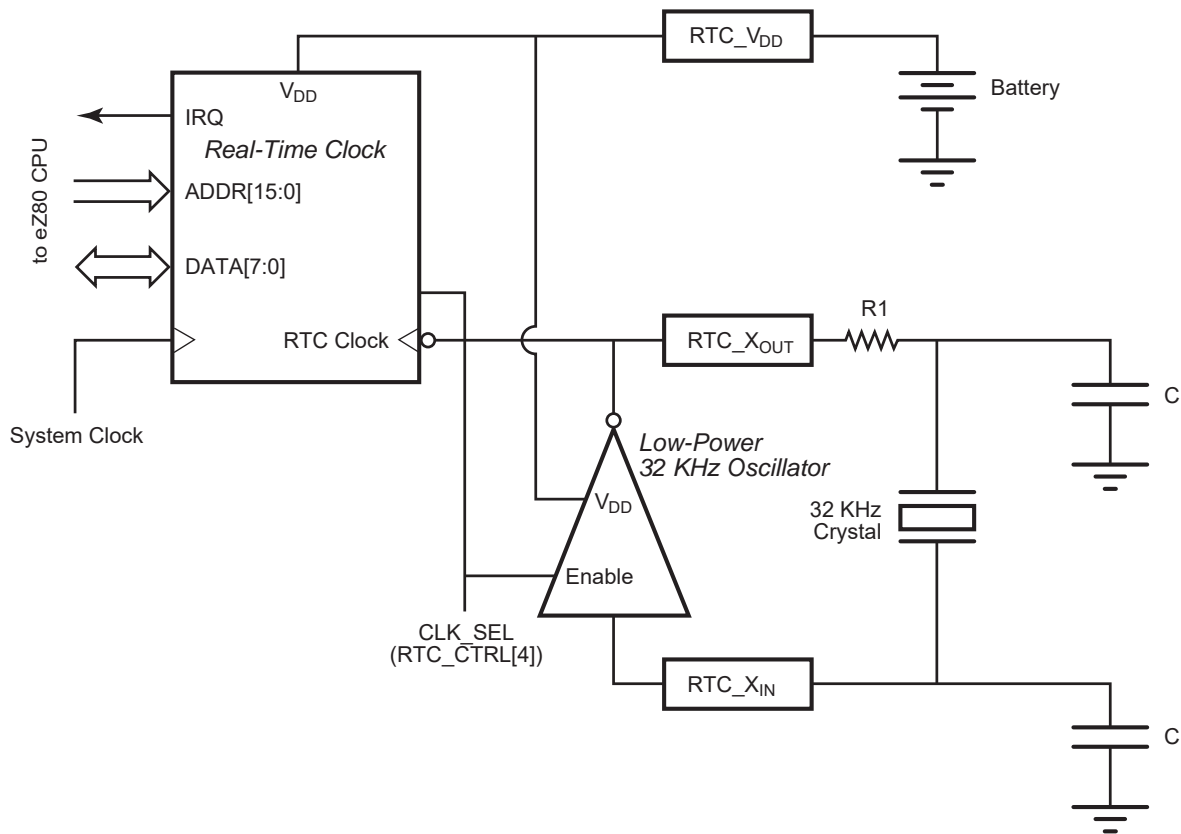 RTC_VDD
VDD
Battery
IRQ
Real-Time Clock
to eZ80 CPU
ADDR[15:0]
DATA[7:0]
R1
RTC Clock
RTC_XOUT
C
System Clock
Low-Power
32 KHz Oscillator
VDD
32 KHz
Crystal
Enable
CLK_SEL
(RTC_CTRL[4])
RTC_XIN
C